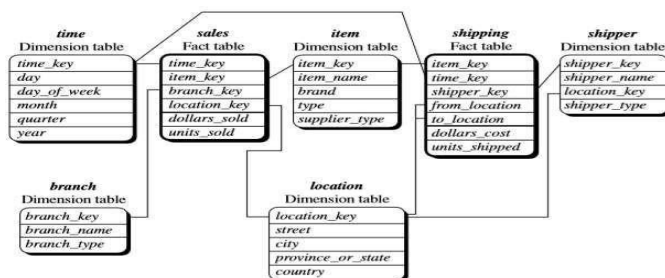 time
Dimension table
time_key
day
day_of_week
month
quarter
year
sales
Fact table
time_key
item_key
branch_key
location_key
dollars_sold
units_sold
item
Dimension table
item_key
item_name
brand
type
supplier_type
shipping
Fact table
item_key
time_key
shipper_key
from_location
to_location
dollars_cost
units_shipped
shipper
Dimension table
shipper_key
shipper_name
location_key
shipper_type
branch
Dimension table
branch_key
branch_name
branch_type
location
Dimension table
location_key
street
city
province_or_state
country